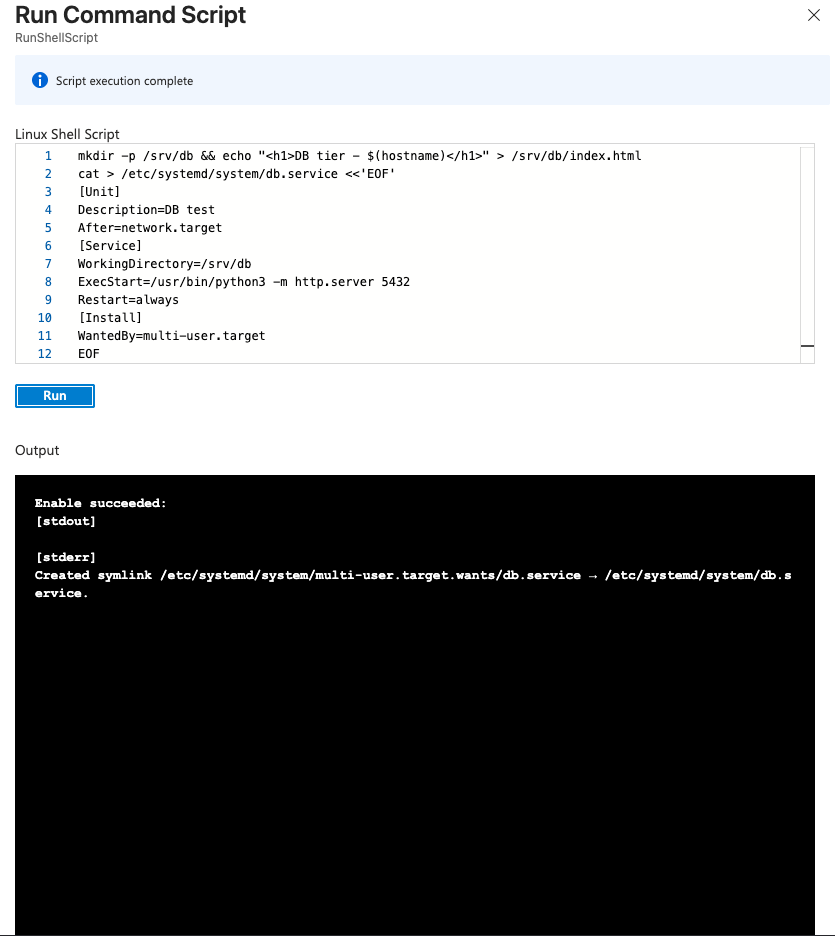 Run Command Script
RunShellScript
Script execution complete
Linux Shell Script
1 mkdir -p /srv/db && echo "<h1>DB tier - $(hostname)</h1>" > /srv/db/index.html
2 cat > /etc/systemd/system/db.service <<'EOF'
3 [Unit]
4 Description=DB test
5 After=network.target
6 [Service]
7 WorkingDirectory=/srv/db
8 ExecStart=/usr/bin/python3 -m http.server 5432
9 Restart=always
10 [Install]
11 WantedBy=multi-user.target
12 EOF
Run
Output
Enable succeeded:
[stdout]
[stderr]
Created symlink /etc/systemd/system/multi-user.target.wants/db.service → /etc/systemd/system/db.s
ervice.